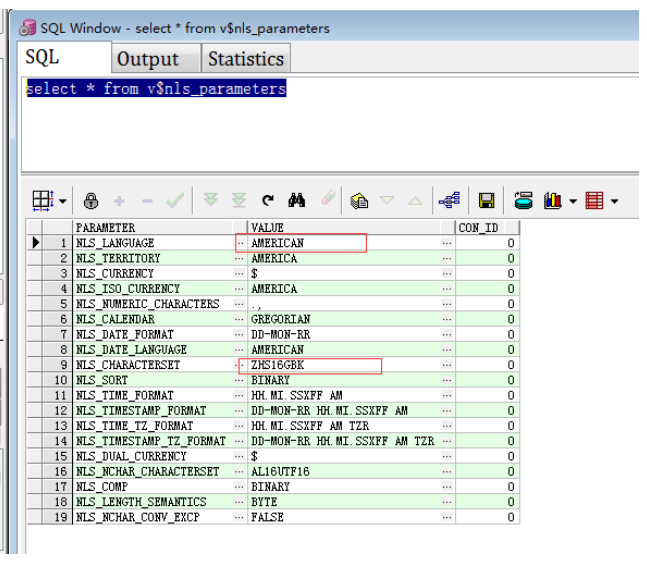 SQL Window - select * from v$nls_parameters
SQL Output Statistics
select * from v$nls_parameters
PARAMETER VALUE CON_ID
1 NLS_LANGUAGE ... AMERICAN ... 0
2 NLS_TERRITORY ... AMERICA ... 0
3 NLS_CURRENCY ... $ ... 0
4 NLS_ISO_CURRENCY ... AMERICA ... 0
5 NLS_NUMERIC_CHARACTERS ... ., ... 0
6 NLS_CALENDAR ... GREGORIAN ... 0
7 NLS_DATE_FORMAT ... DD-MON-RR ... 0
8 NLS_DATE_LANGUAGE ... AMERICAN ... 0
9 NLS_CHARACTERSET ... ZHS16GBK ... 0
10 NLS_SORT ... BINARY ... 0
11 NLS_TIME_FORMAT ... HH.MI.SSXFF AM ... 0
12 NLS_TIMESTAMP_FORMAT ... DD-MON-RR HH.MI.SSXFF AM ... 0
13 NLS_TIME_TZ_FORMAT ... HH.MI.SSXFF AM TZR ... 0
14 NLS_TIMESTAMP_TZ_FORMAT ... DD-MON-RR HH.MI.SSXFF AM TZR ... 0
15 NLS_DUAL_CURRENCY ... $ ... 0
16 NLS_NCHAR_CHARACTERSET ... AL16UTF16 ... 0
17 NLS_COMP ... BINARY ... 0
18 NLS_LENGTH_SEMANTICS ... BYTE ... 0
19 NLS_NCHAR_CONV_EXCP ... FALSE ... 0